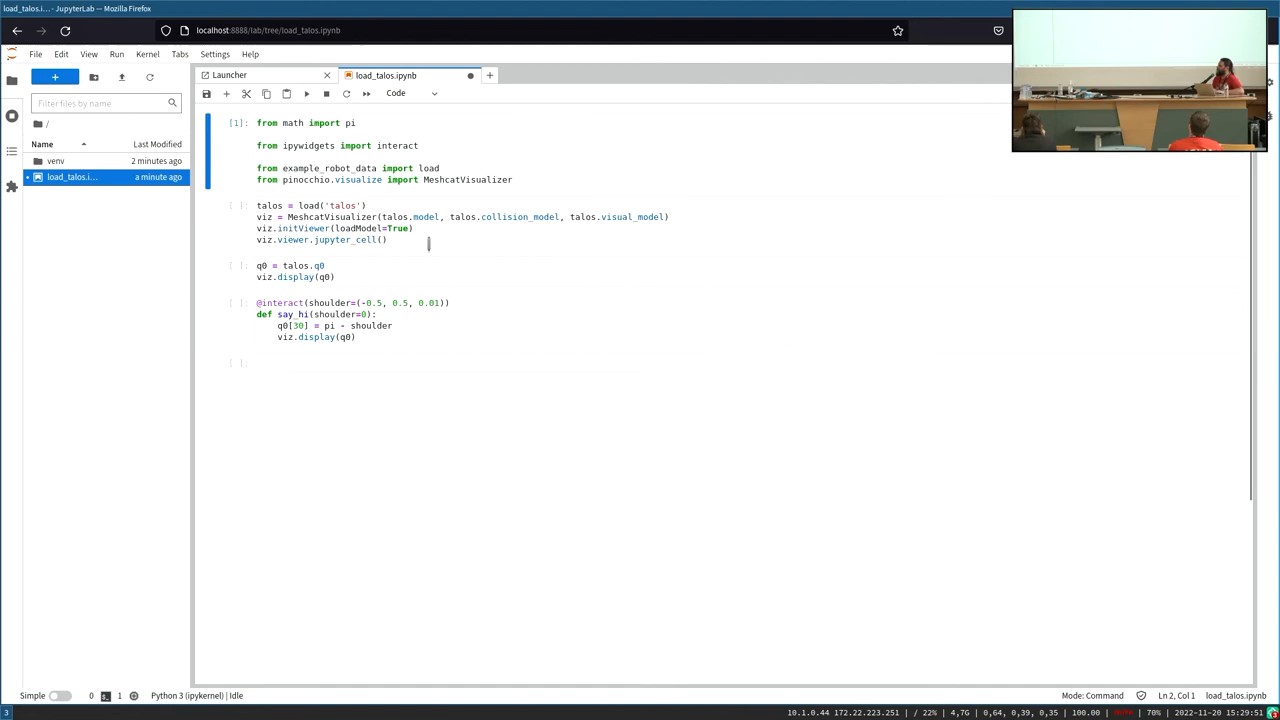 load_talos.i... - JupyterLab — Mozilla Firefox
localhost:8888/lab/tree/load_talos.ipynb
File Edit View Run Kernel Tabs Settings Help
Launcher
load_talos.ipynb
Code
Filter files by name
/
Name Last Modified
venv 2 minutes ago
load_talos.i... a minute ago
[1]: from math import pi
from ipywidgets import interact
from example_robot_data import load
from pinocchio.visualize import MeshcatVisualizer
[ ]: talos = load('talos')
viz = MeshcatVisualizer(talos.model, talos.collision_model, talos.visual_model)
viz.initViewer(loadModel=True)
viz.viewer.jupyter_cell()
[ ]: q0 = talos.q0
viz.display(q0)
[ ]: @interact(shoulder=(-0.5, 0.5, 0.01))
def say_hi(shoulder=0):
q0[30] = pi - shoulder
viz.display(q0)
[ ]:
Simple 0 1 Python 3 (ipykernel) | Idle Mode: Command Ln 2, Col 1 load_talos.ipynb
3 10.1.0.44 172.22.223.251 | / 22% | 4,7G | 0,64, 0,39, 0,35 | 100.00 | | 70% | 2022-11-20 15:29:51